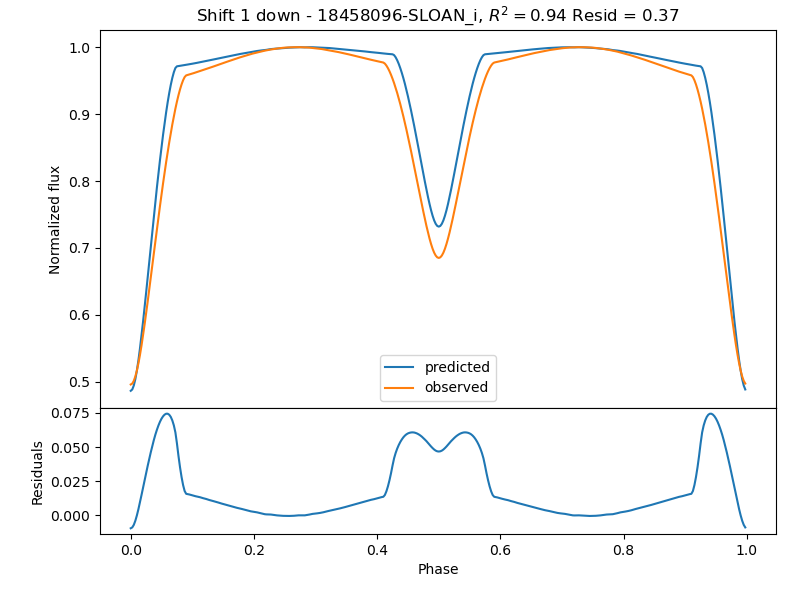 Shift 1 down - 18458096-SLOAN_i, R² = 0.94 Resid = 0.37
1.0
0.9
0.8
0.7
0.6
0.5
Normalized flux
predicted
observed
0.075
0.050
0.025
0.000
Residuals
0.0 0.2 0.4 0.6 0.8 1.0
Phase